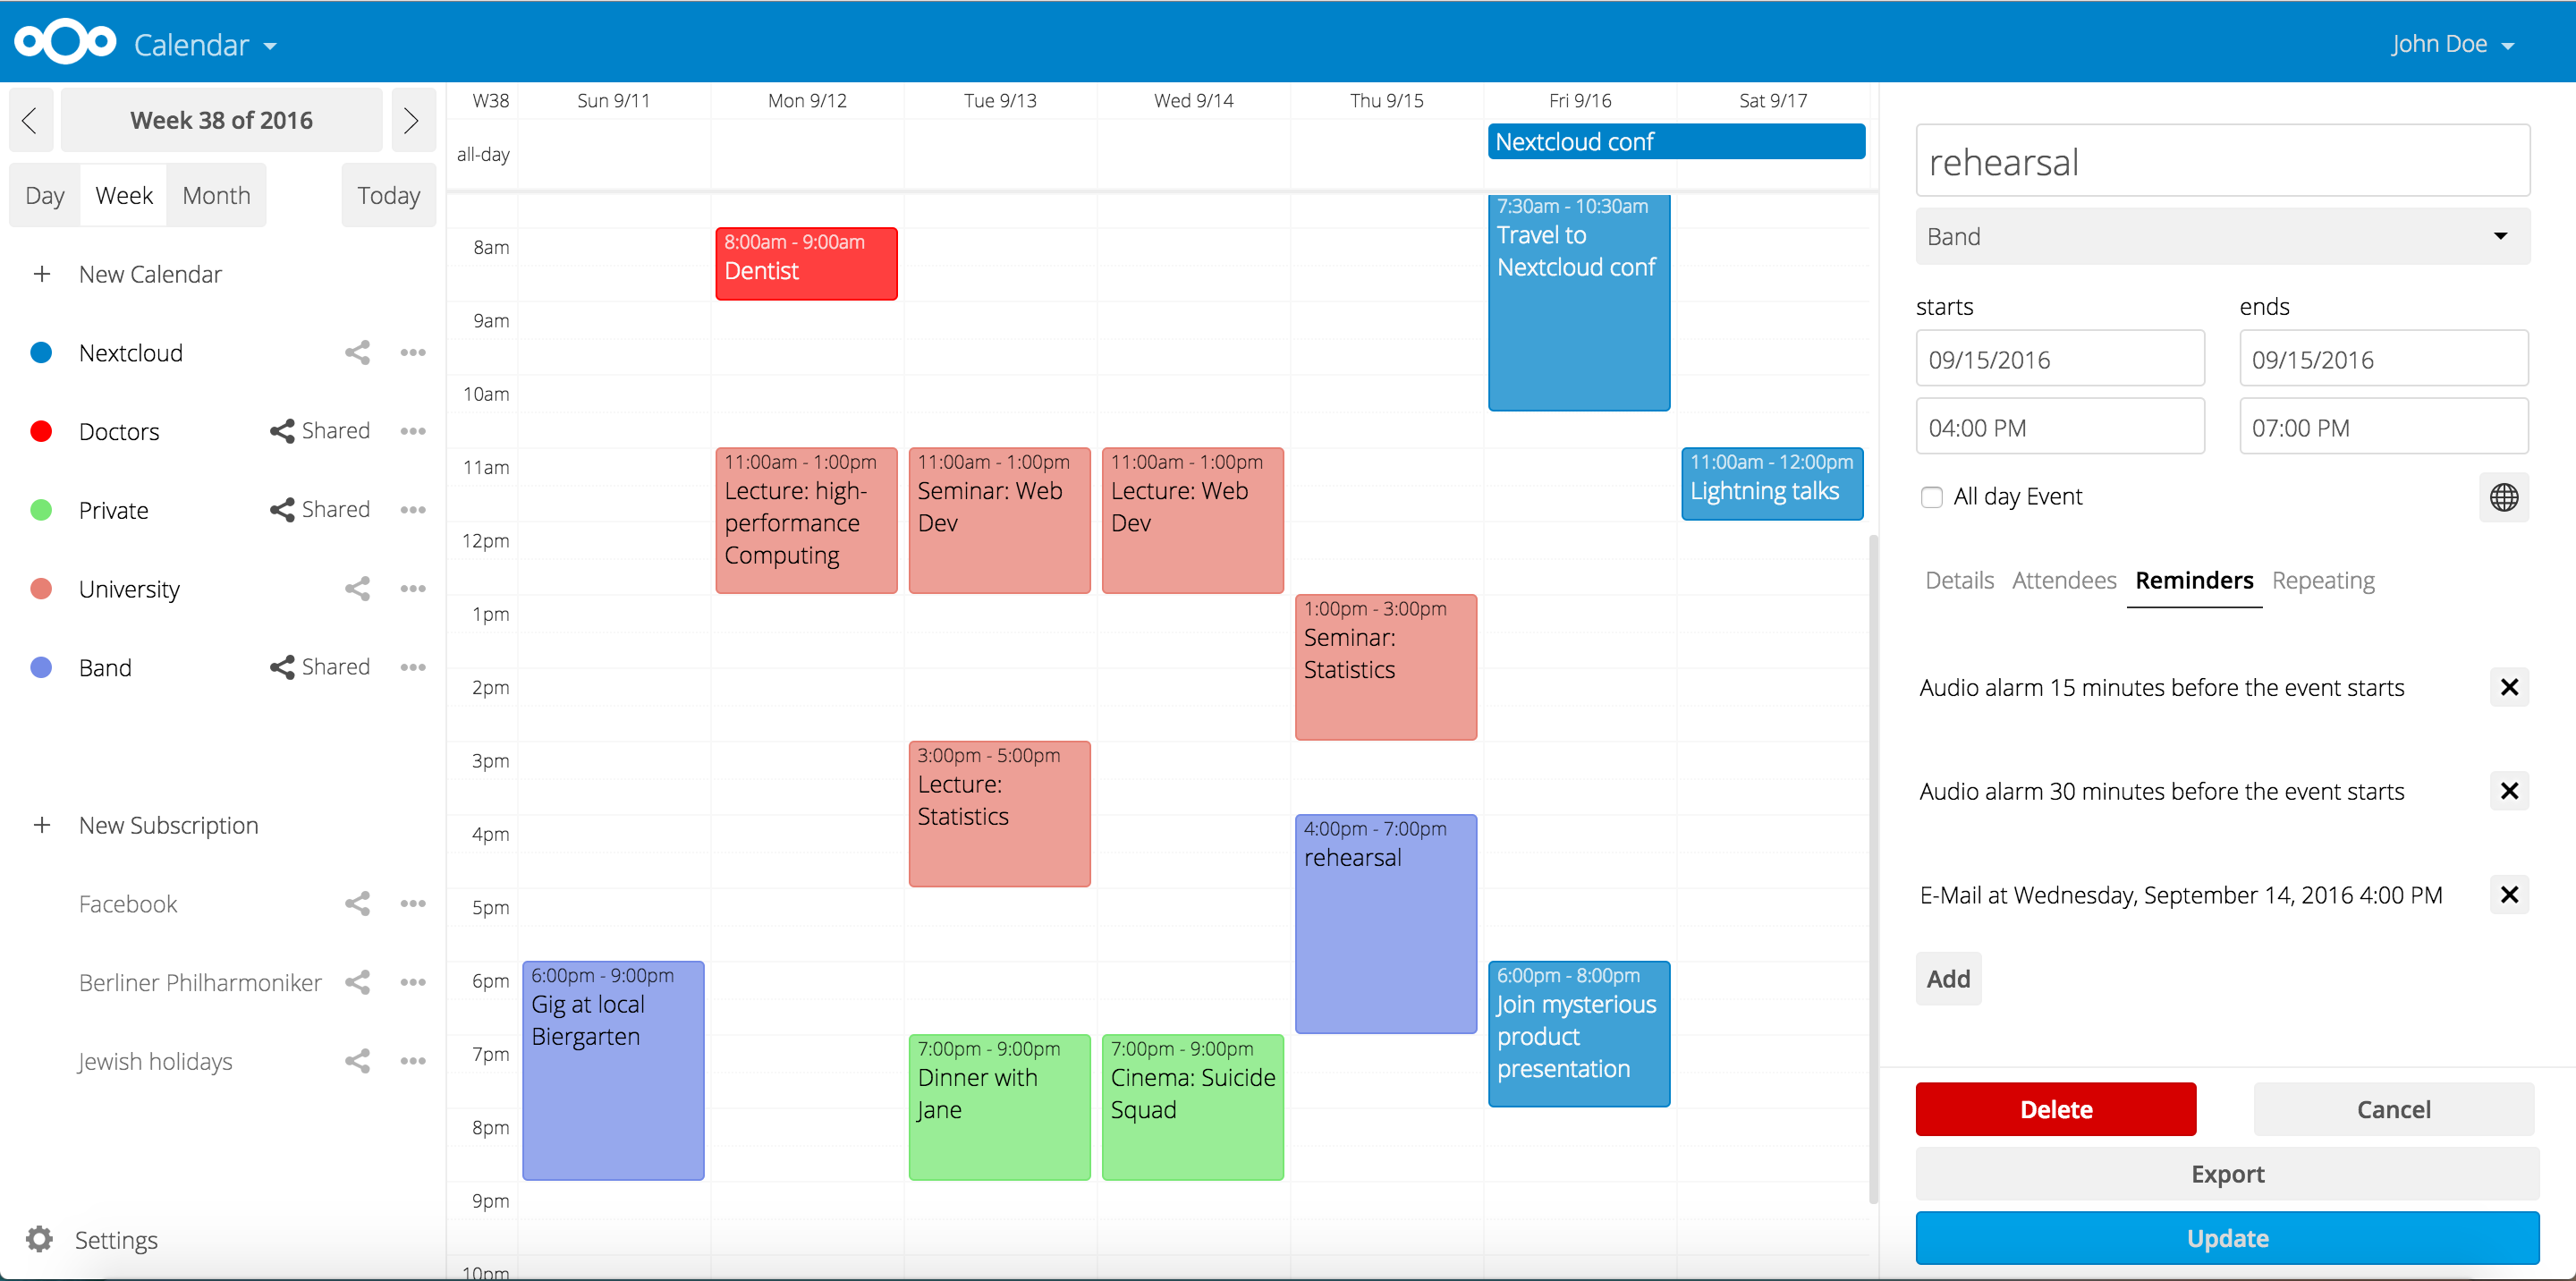 Calendar
John Doe
Week 38 of 2016
Day Week Month Today
New Calendar
Nextcloud
Doctors Shared
Private Shared
University
Band Shared
New Subscription
Facebook
Berliner Philharmoniker
Jewish holidays
Settings
W38 Sun 9/11 Mon 9/12 Tue 9/13 Wed 9/14 Thu 9/15 Fri 9/16 Sat 9/17
all-day
Nextcloud conf
8am
9am
10am
11am
12pm
1pm
2pm
3pm
4pm
5pm
6pm
7pm
8pm
9pm
10pm
6:00pm - 9:00pm
Gig at local
Biergarten
8:00am - 9:00am
Dentist
11:00am - 1:00pm
Lecture: high-
performance
Computing
11:00am - 1:00pm
Seminar: Web
Dev
3:00pm - 5:00pm
Lecture:
Statistics
7:00pm - 9:00pm
Dinner with
Jane
11:00am - 1:00pm
Lecture: Web
Dev
7:00pm - 9:00pm
Cinema: Suicide
Squad
1:00pm - 3:00pm
Seminar:
Statistics
4:00pm - 7:00pm
rehearsal
7:30am - 10:30am
Travel to
Nextcloud conf
6:00pm - 8:00pm
Join mysterious
product
presentation
11:00am - 12:00pm
Lightning talks
rehearsal
Band
starts ends
09/15/2016 09/15/2016
04:00 PM 07:00 PM
All day Event
Details Attendees Reminders Repeating
Audio alarm 15 minutes before the event starts
Audio alarm 30 minutes before the event starts
E-Mail at Wednesday, September 14, 2016 4:00 PM
Add
Delete Cancel
Export
Update